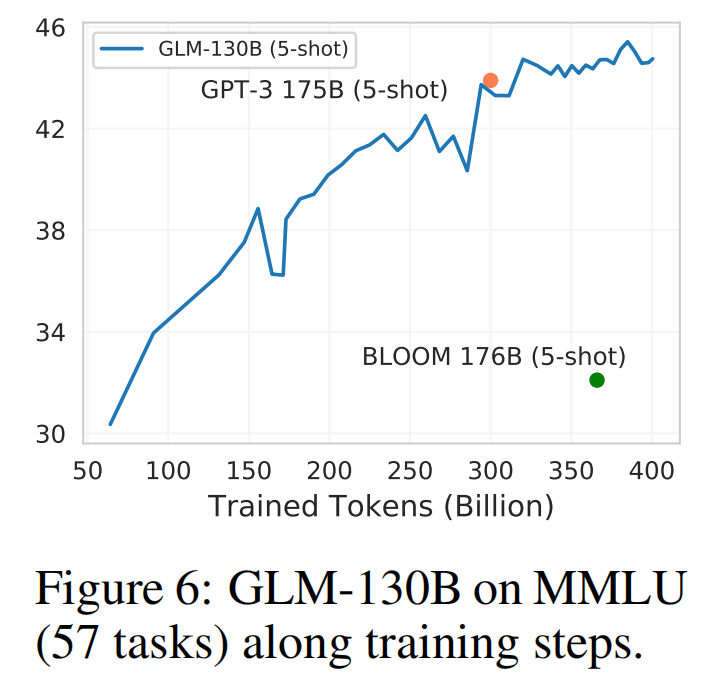 46
GLM-130B (5-shot)
GPT-3 175B (5-shot)
42
38
34
BLOOM 176B (5-shot)
30
50 100 150 200 250 300 350 400
Trained Tokens (Billion)
Figure 6: GLM-130B on MMLU
(57 tasks) along training steps.